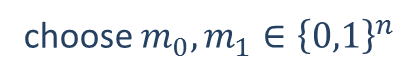 choose m₀, m₁ ∈ {0,1}ⁿ